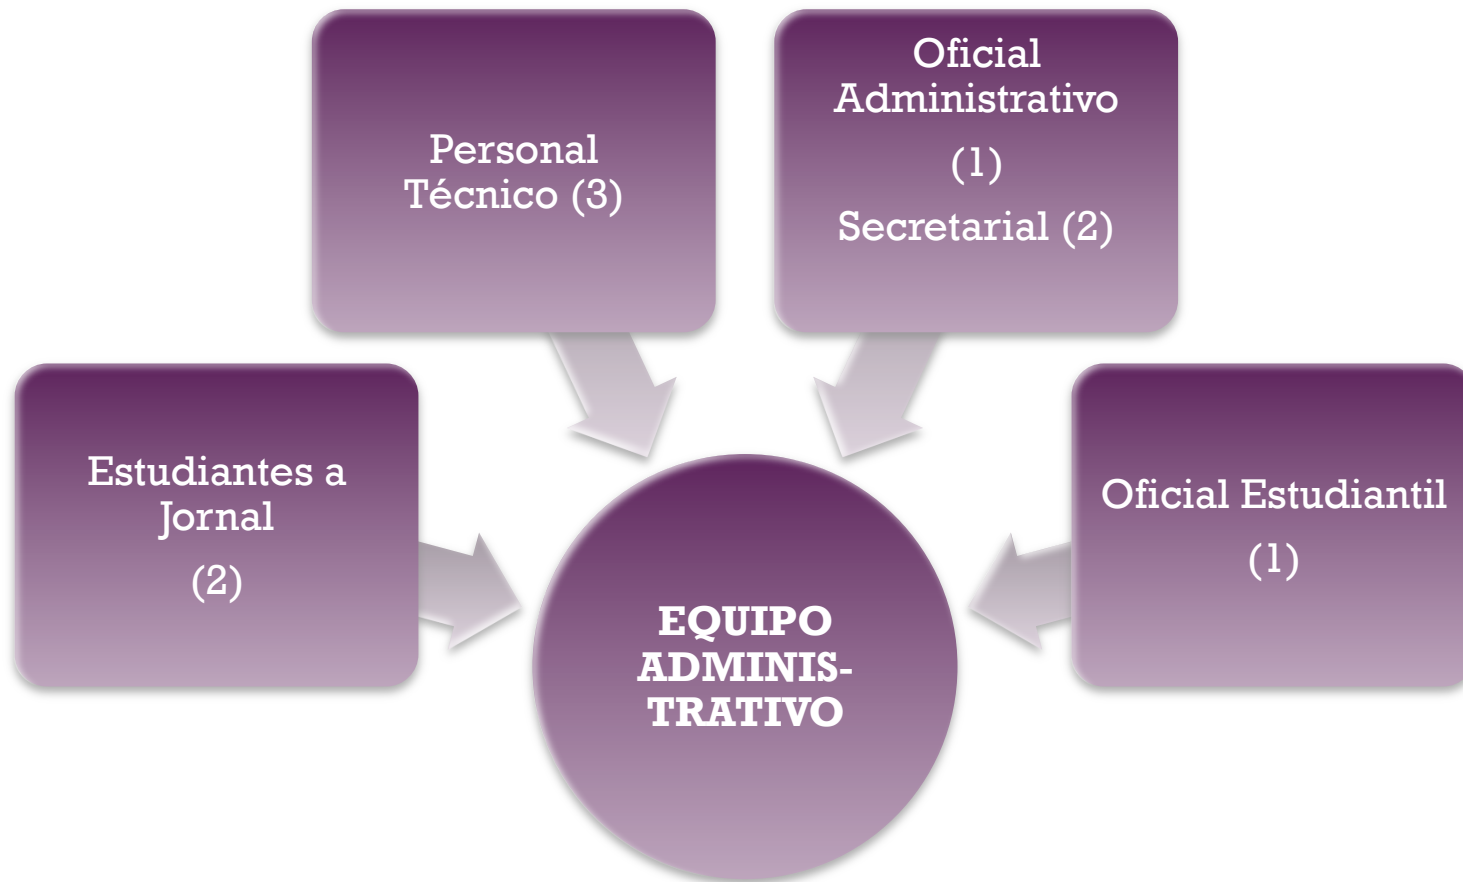 Personal
Técnico (3)
Oficial
Administrativo
(1)
Secretarial (2)
Estudiantes a
Jornal
(2)
Oficial Estudiantil
(1)
EQUIPO
ADMINIS-
TRATIVO